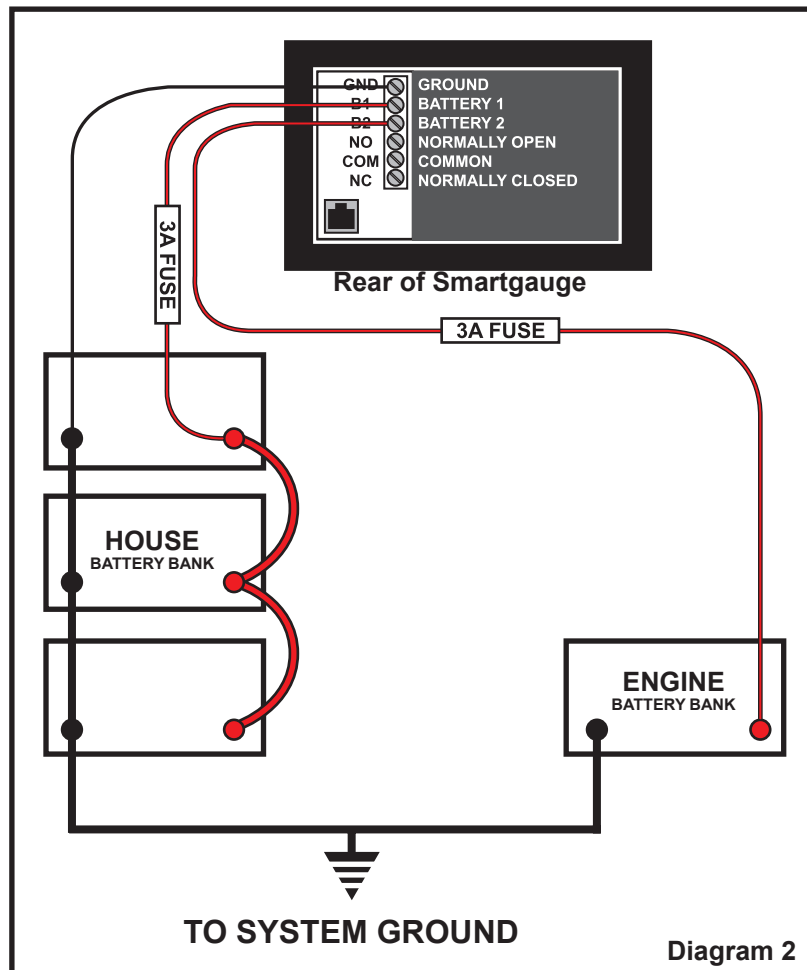 GND GROUND
B1 BATTERY 1
B2 BATTERY 2
NO NORMALLY OPEN
COM COMMON
NC NORMALLY CLOSED
Rear of Smartgauge
3A FUSE
3A FUSE
HOUSE
BATTERY BANK
ENGINE
BATTERY BANK
TO SYSTEM GROUND
Diagram 2